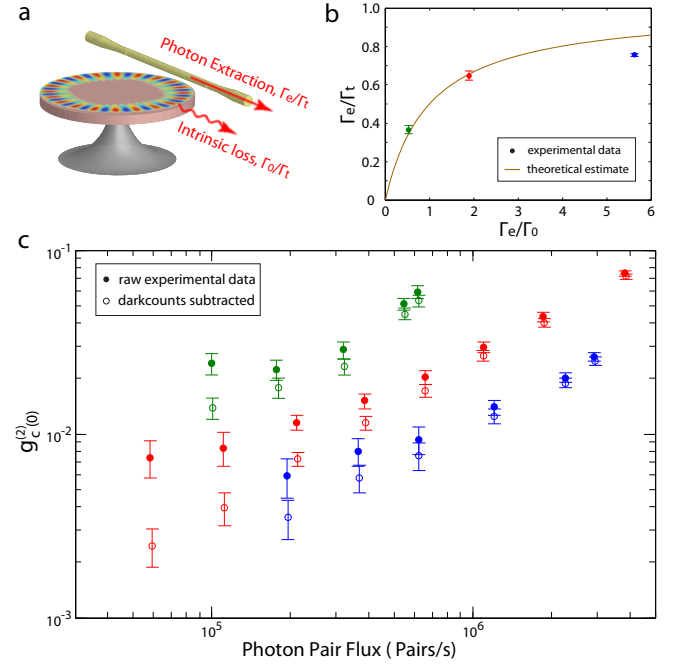 a
Photon Extraction, Γe/Γt
Intrinsic loss, Γ0/Γt
b
1.0
0.8
0.6
0.4
0.2
0
Γe/Γt
experimental data
theoretical estimate
0 1 2 3 4 5 6
Γe/Γ0
c
10^-1
10^-2
10^-3
g_c^(2)(0)
raw experimental data
darkcounts subtracted
10^5 10^6
Photon Pair Flux ( Pairs/s)